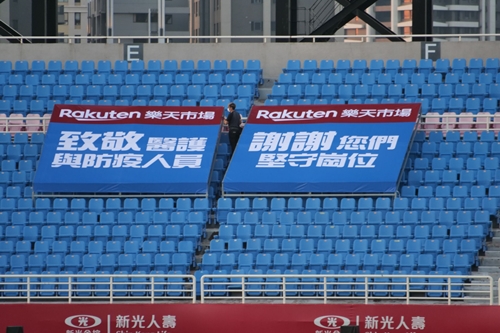 E
F
Rakuten 樂天市場
致敬 醫護
與防疫人員
Rakuten 樂天市場
謝謝 您們
堅守崗位
新光人壽
新光人壽